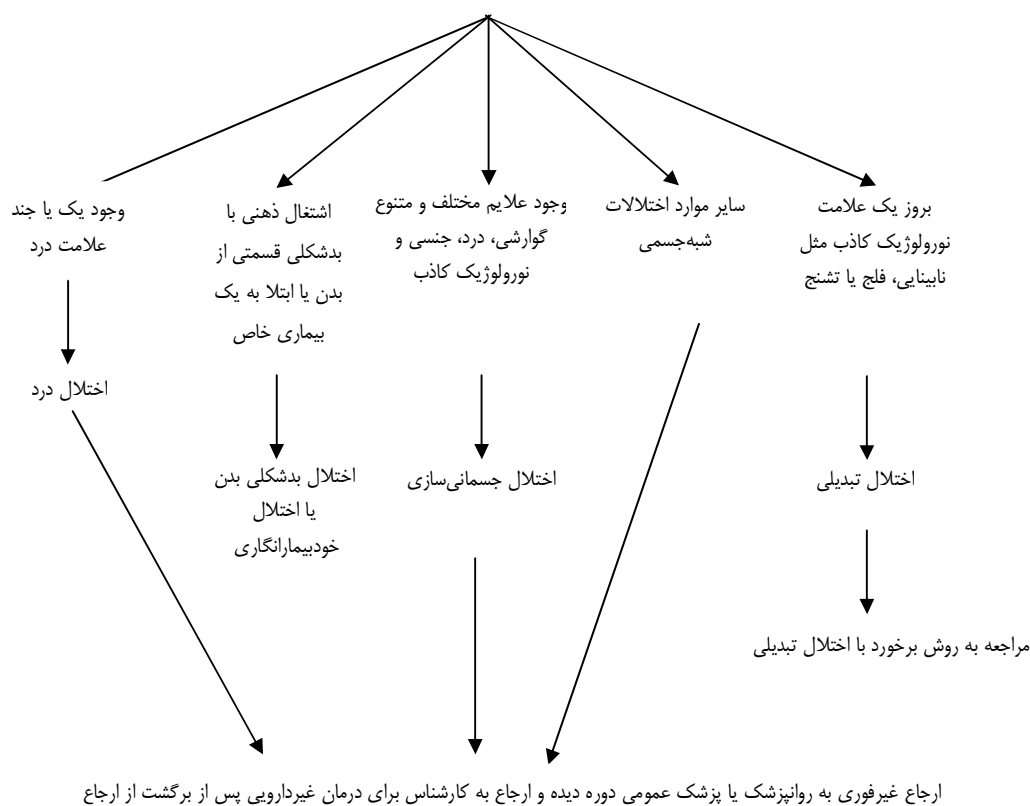 بروز یک علامت
نورولوژیک کاذب مثل
نابینایی، فلج یا تشنج
سایر موارد اختلالات
شبه‌جسمی
وجود علایم مختلف و متنوع
گوارشی، درد، جنسی و
نورولوژیک کاذب
اشتغال ذهنی با
بدشکلی قسمتی از
بدن یا ابتلا به یک
بیماری خاص
وجود یک یا جند
علامت درد
اختلال درد
اختلال تبدیلی
اختلال جسمانی‌سازی
اختلال بدشکلی بدن
یا اختلال
خودبیمارانگاری
مراجعه به روش برخورد با اختلال تبدیلی
ارجاع غیرفوری به روانپزشک یا پزشک عمومی دوره دیده و ارجاع به کارشناس برای درمان غیردارویی پس از برگشت از ارجاع